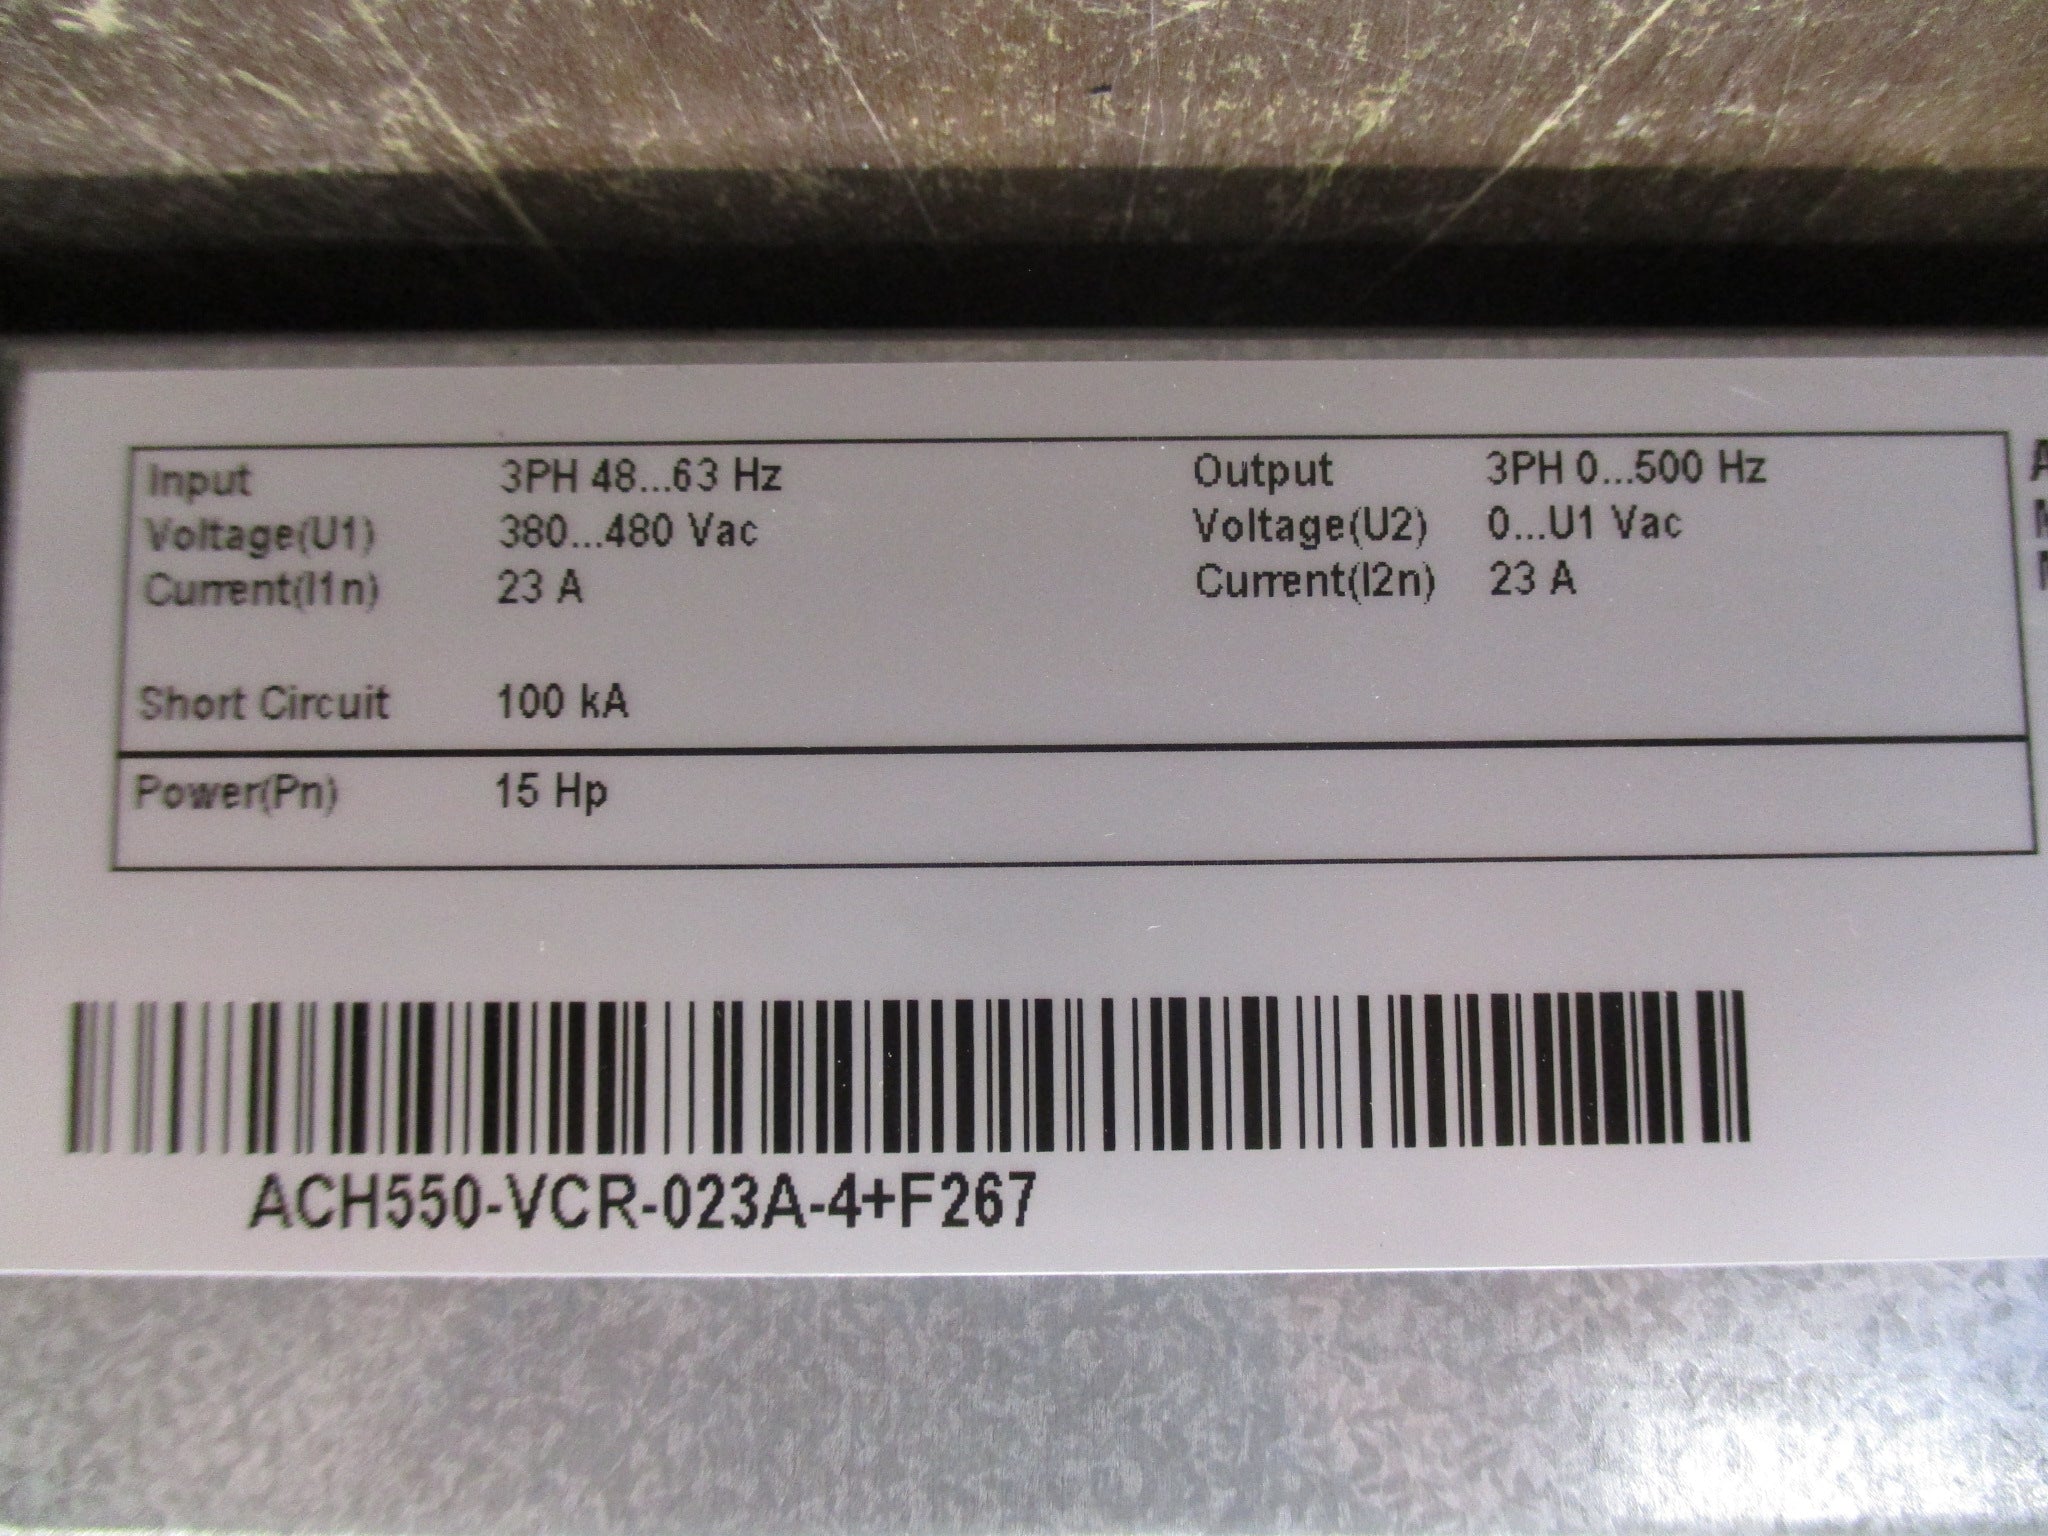 Input 3PH 48...63 Hz Output 3PH 0...500 Hz
Voltage(U1) 380...480 Vac Voltage(U2) 0...U1 Vac
Current(I1n) 23 A Current(I2n) 23 A
Short Circuit 100 kA
Power(Pn) 15 Hp
ACH550-VCR-023A-4+F267